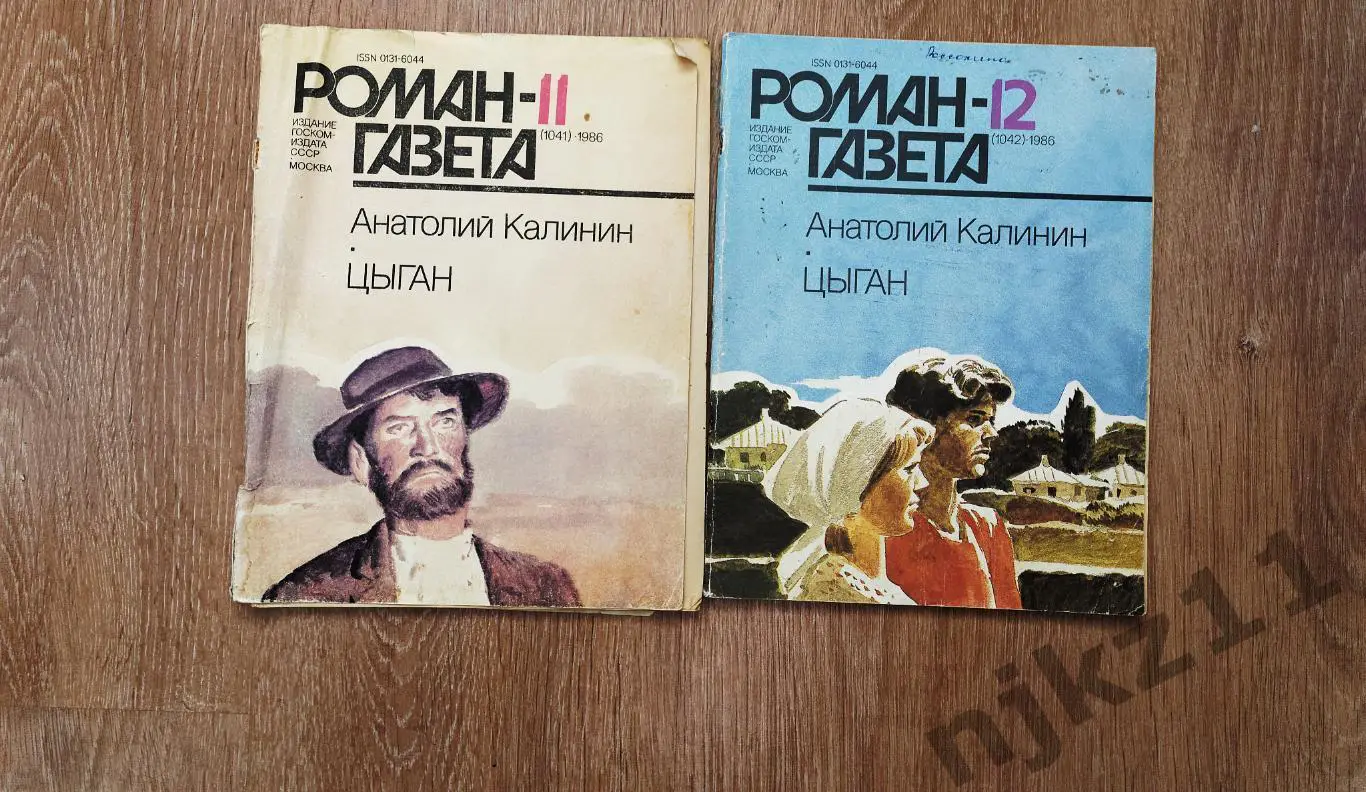 ISSN 0131-6044
РОМАН-11
ГАЗЕТА
(1041)·1986
ИЗДАНИЕ
ГОСКОМ-
ИЗДАТА
СССР
·МОСКВА
Анатолий Калинин
·
ЦЫГАН
ISSN 0131-6044
РОМАН-12
ГАЗЕТА
(1042)·1986
ИЗДАНИЕ
ГОСКОМ-
ИЗДАТА
СССР
·МОСКВА
Анатолий Калинин
·
ЦЫГАН
njkz11